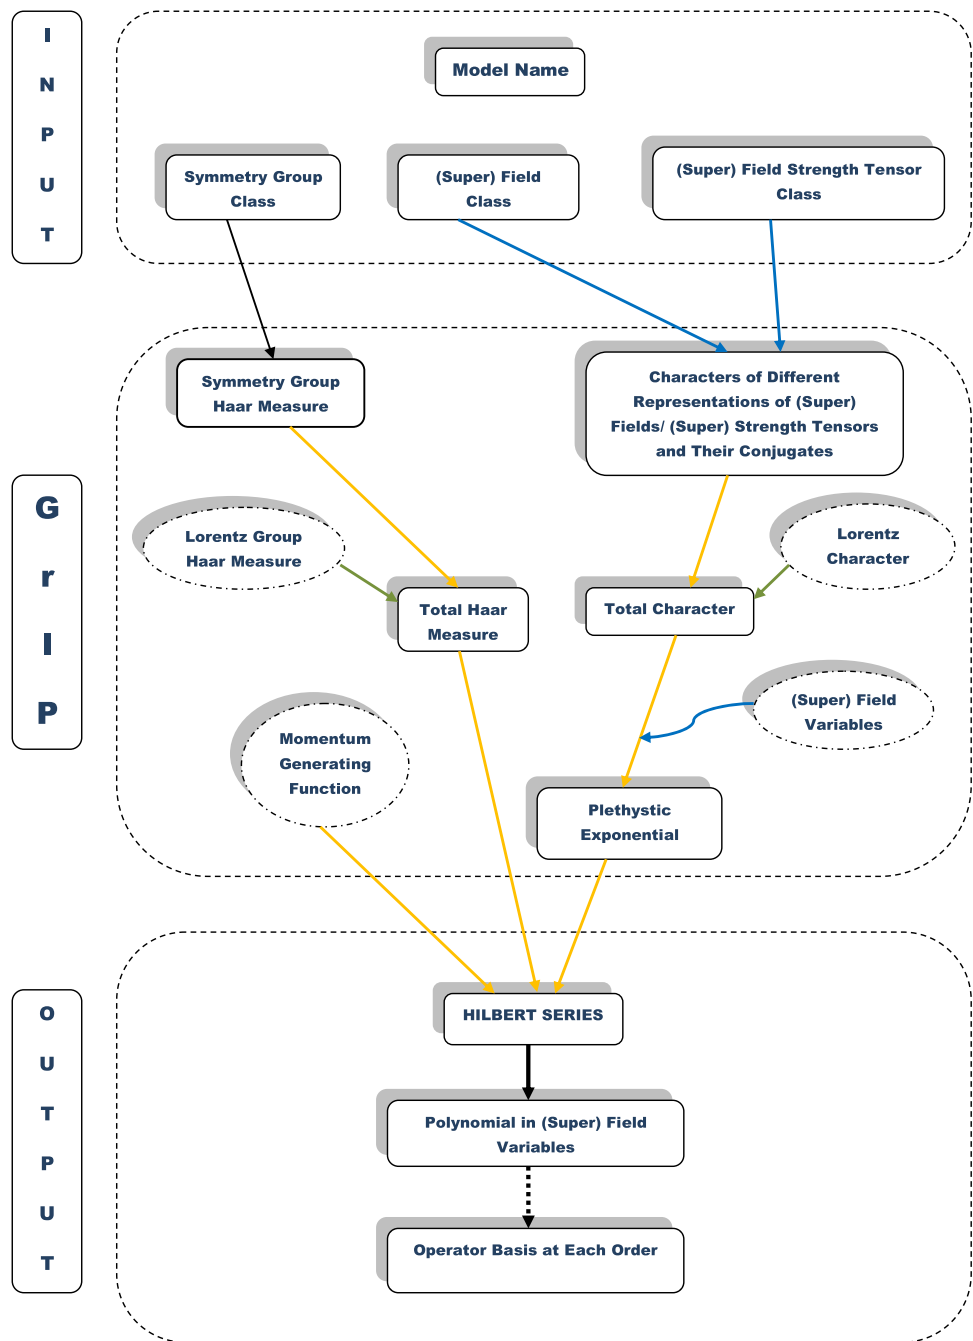 I
N
P
U
T
Model Name
Symmetry Group
Class
(Super) Field
Class
(Super) Field Strength Tensor
Class
G
r
I
P
Symmetry Group
Haar Measure
Characters of Different
Representations of (Super)
Fields/ (Super) Strength Tensors
and Their Conjugates
Lorentz Group
Haar Measure
Lorentz
Character
Total Haar
Measure
Total Character
(Super) Field
Variables
Momentum
Generating
Function
Plethystic
Exponential
O
U
T
P
U
T
HILBERT SERIES
Polynomial in (Super) Field
Variables
Operator Basis at Each Order